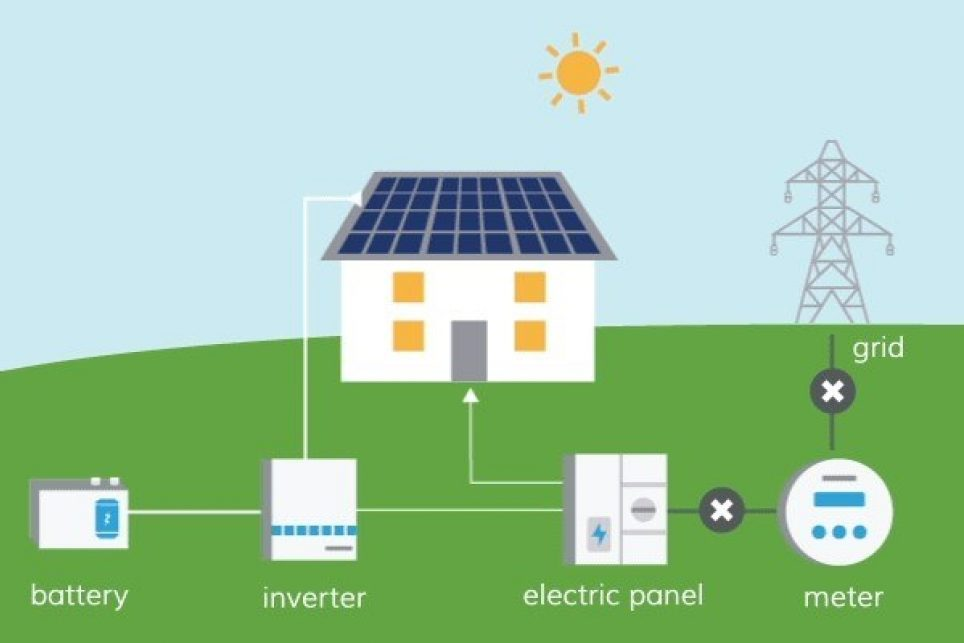 grid
battery
inverter
electric panel
meter